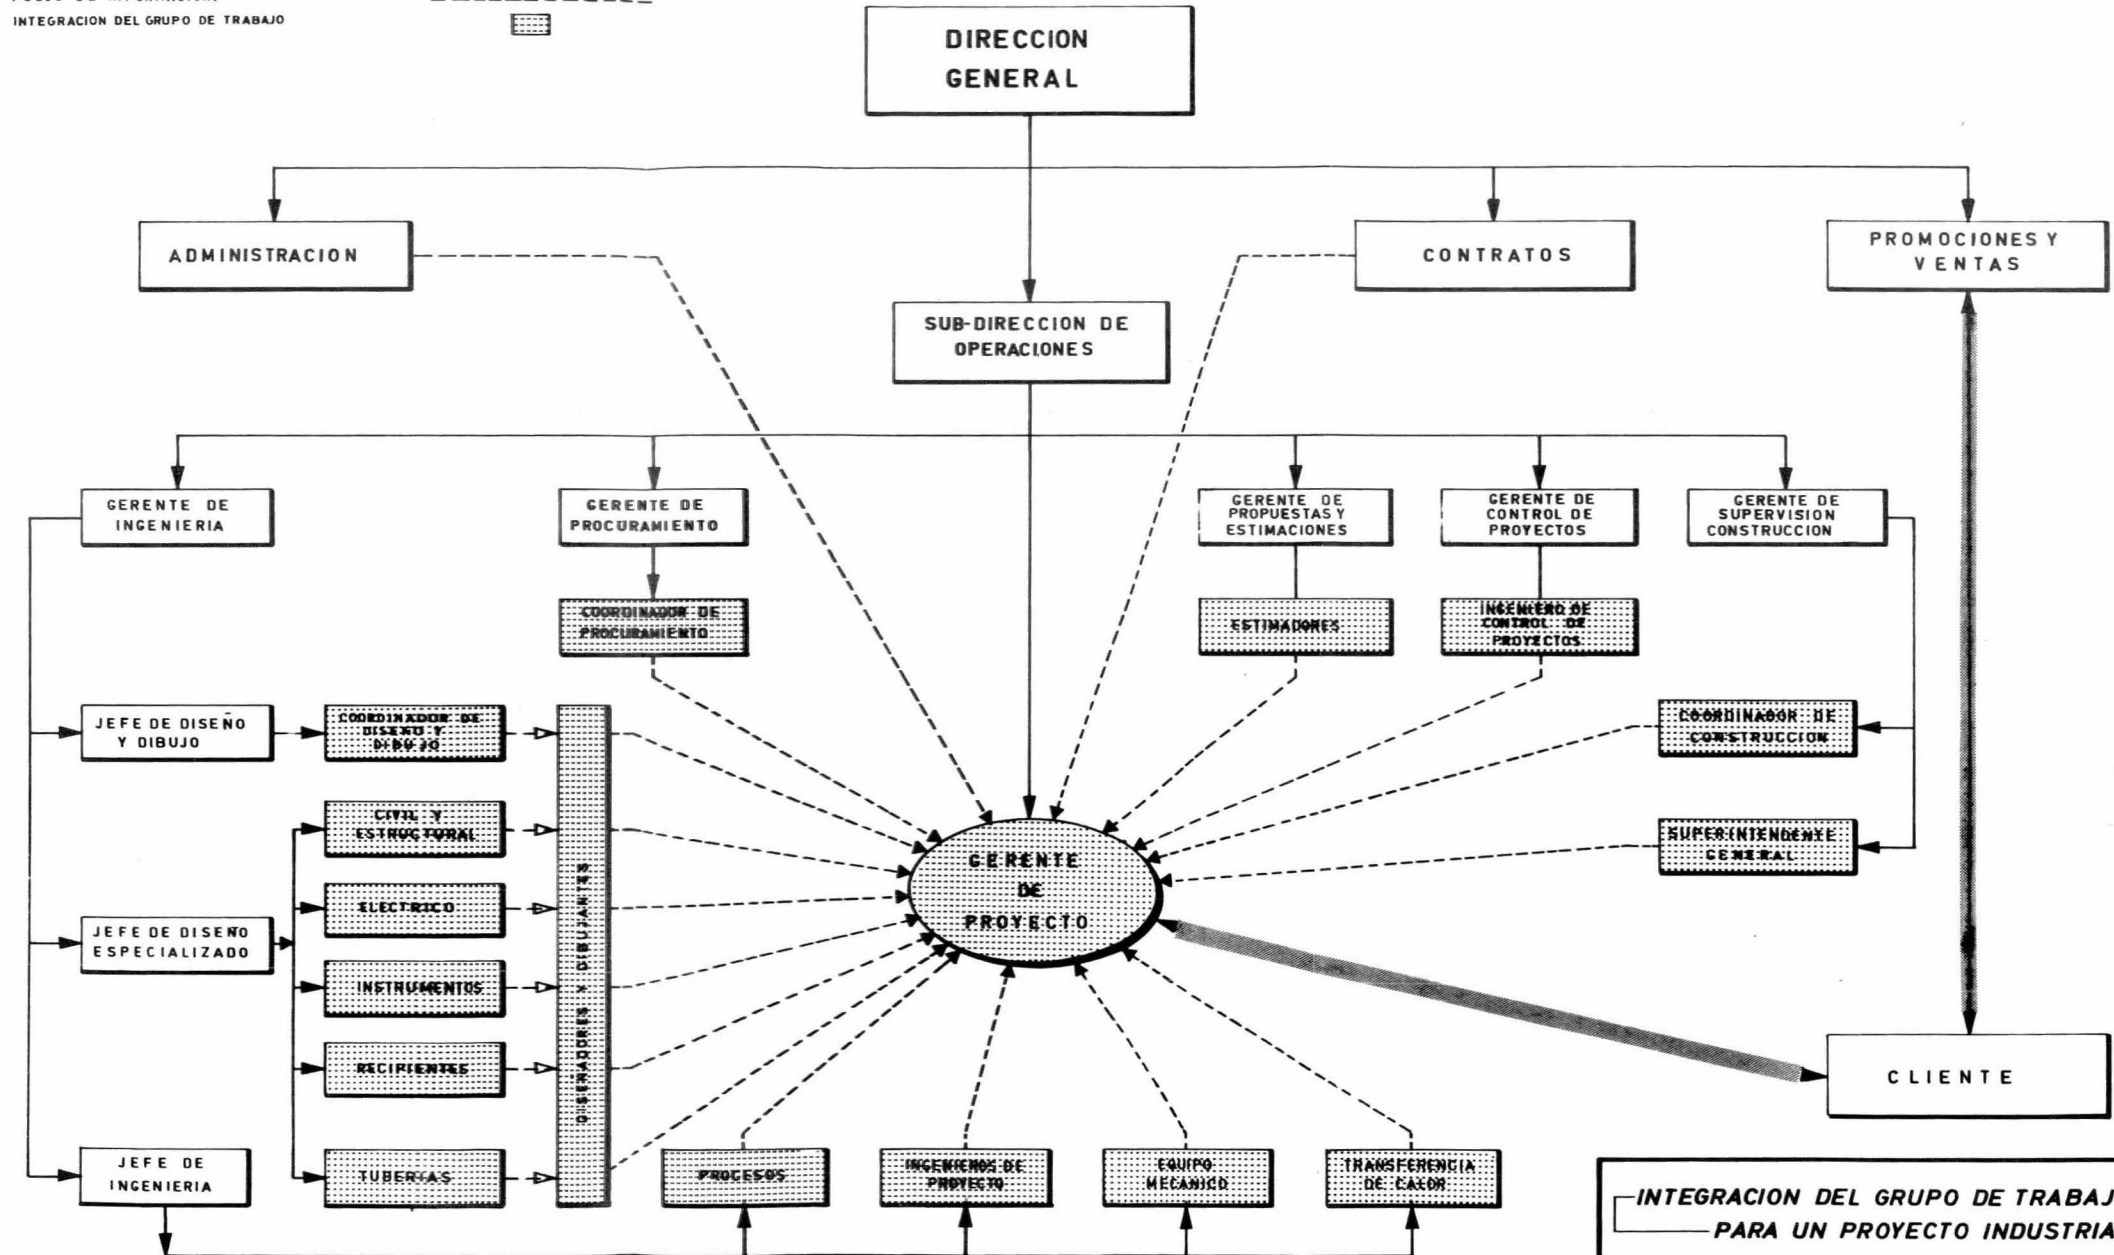 INTEGRACION DEL GRUPO DE TRABAJO
DIRECCION
GENERAL
ADMINISTRACION
CONTRATOS
PROMOCIONES Y
VENTAS
SUB-DIRECCION DE
OPERACIONES
GERENTE DE
INGENIERIA
GERENTE DE
PROCURAMIENTO
GERENTE DE
PROPUESTAS Y
ESTIMACIONES
GERENTE DE
CONTROL DE
PROYECTOS
GERENTE DE
SUPERVISION
CONSTRUCCION
COORDINADOR DE
PROCURAMIENTO
ESTIMADORES
INGENIERO DE
CONTROL DE
PROYECTOS
JEFE DE DISEÑO
Y DIBUJO
COORDINADOR DE
DISEÑO Y
DIBUJO
COORDINADOR DE
CONSTRUCCION
CIVIL Y
ESTRUCTURAL
SUPERINTENDENTE
GENERAL
GERENTE
DE
PROYECTO
ELECTRICO
JEFE DE DISEÑO
ESPECIALIZADO
INSTRUMENTOS
DISEÑADORES Y DIBUJANTES
RECIPIENTES
CLIENTE
JEFE DE
INGENIERIA
TUBERIAS
PROCESOS
INGENIEROS DE
PROYECTO
EQUIPO
MECANICO
TRANSFERENCIA
DE CALOR
INTEGRACION DEL GRUPO DE TRABAJ
PARA UN PROYECTO INDUSTRIA